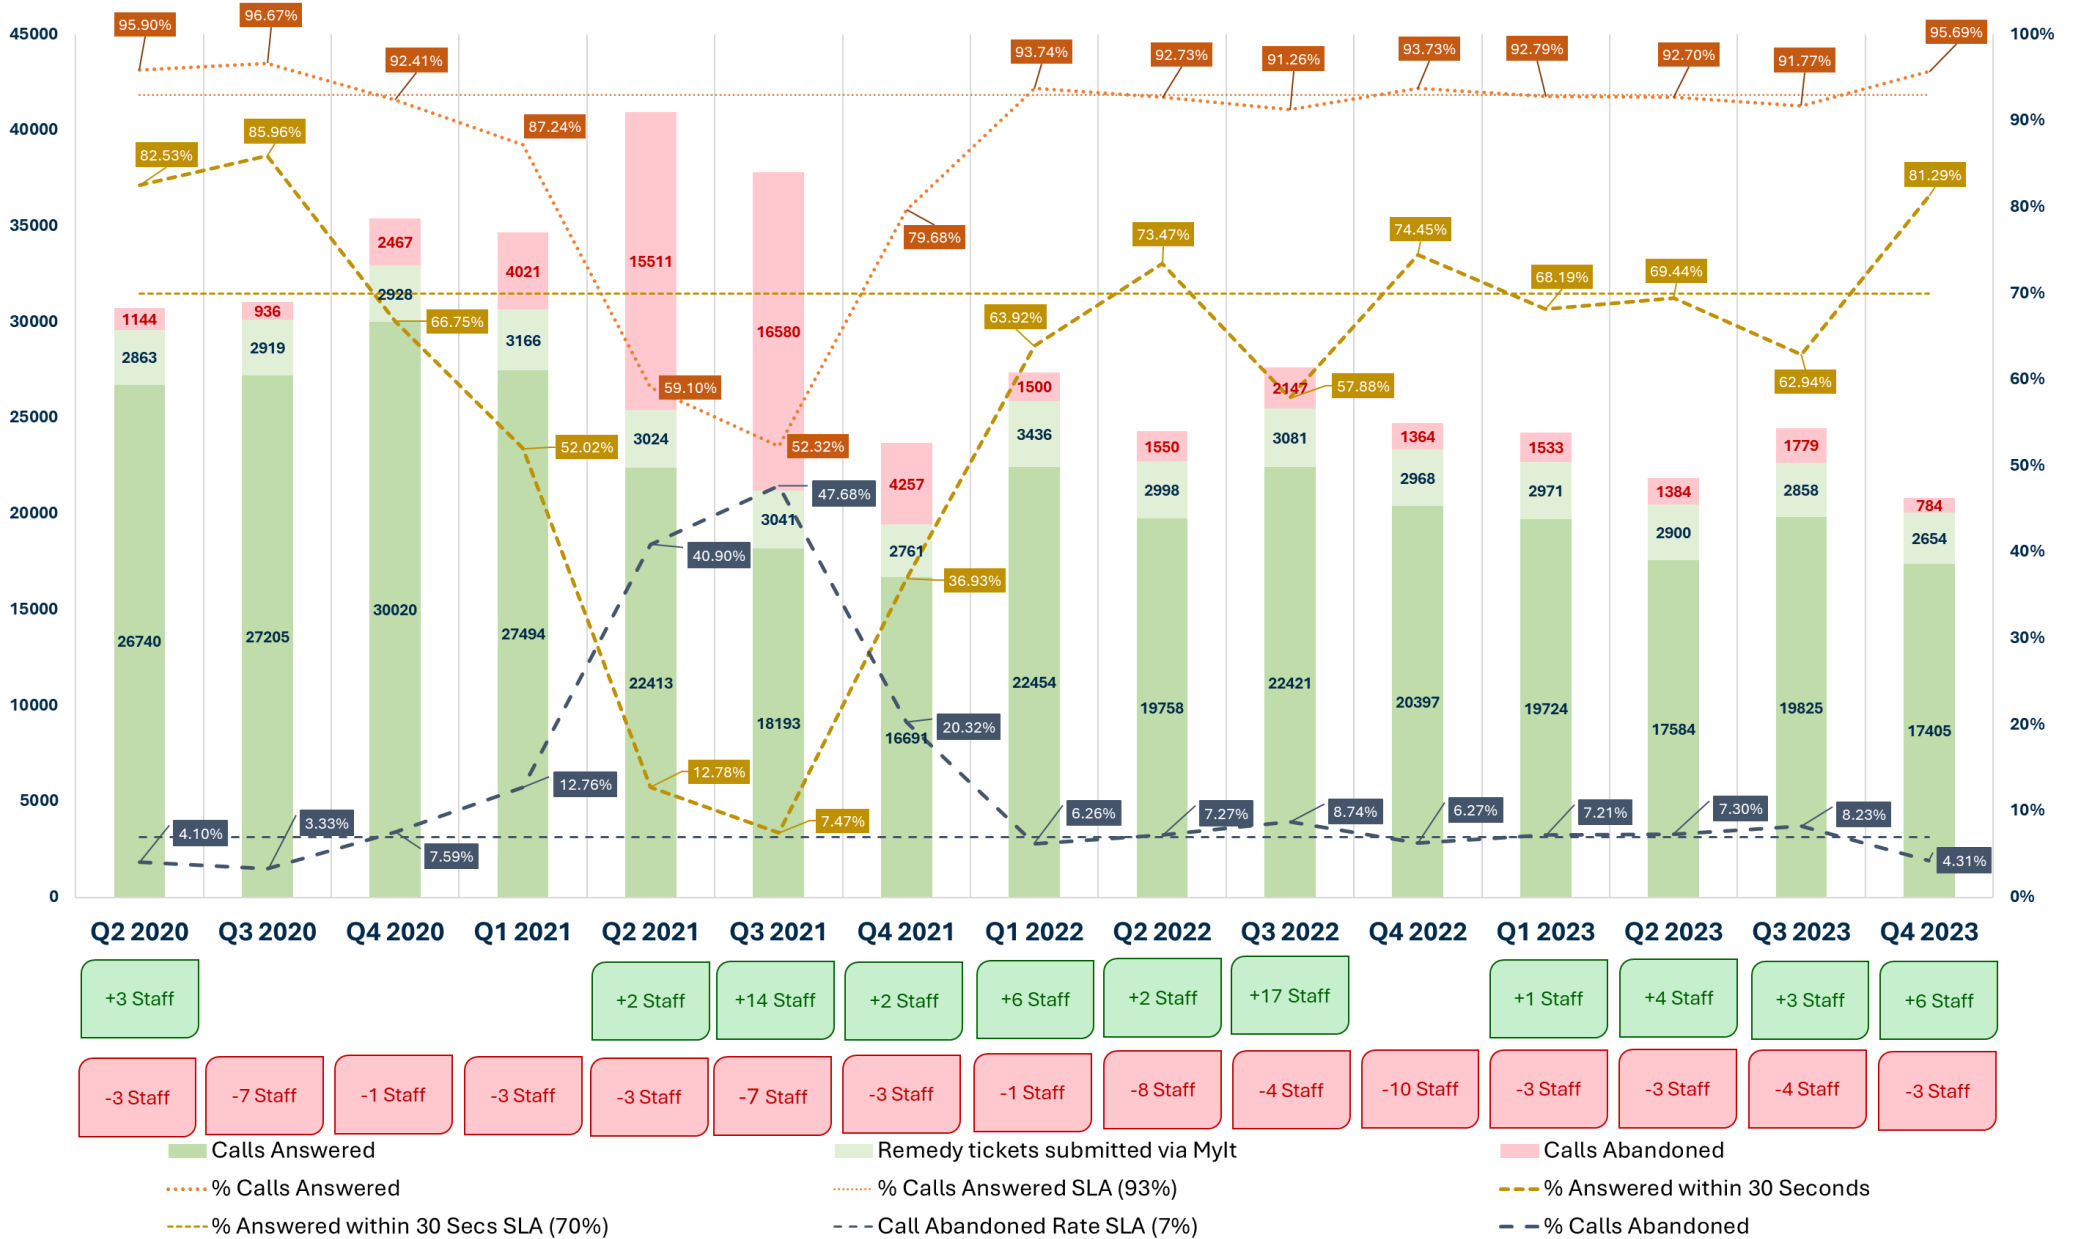 95.90%
96.67%
92.41%
87.24%
59.10%
52.32%
79.68%
93.74%
92.73%
91.26%
93.73%
92.79%
92.70%
91.77%
95.69%
82.53%
85.96%
66.75%
52.02%
12.78%
7.47%
36.93%
63.92%
73.47%
57.88%
74.45%
68.19%
69.44%
62.94%
81.29%
4.10%
3.33%
7.59%
12.76%
40.90%
47.68%
20.32%
6.26%
7.27%
8.74%
6.27%
7.21%
7.30%
8.23%
4.31%
45000
40000
35000
30000
25000
20000
15000
10000
5000
0
100%
90%
80%
70%
60%
50%
40%
30%
20%
10%
0%
1144
936
2467
4021
15511
16580
4257
1500
1550
2147
1364
1533
1384
1779
784
2863
2919
2928
3166
3024
3041
2761
3436
2998
3081
2968
2971
2900
2858
2654
26740
27205
30020
27494
22413
18193
16691
22454
19758
22421
20397
19724
17584
19825
17405
Q2 2020
Q3 2020
Q4 2020
Q1 2021
Q2 2021
Q3 2021
Q4 2021
Q1 2022
Q2 2022
Q3 2022
Q4 2022
Q1 2023
Q2 2023
Q3 2023
Q4 2023
+3 Staff
+2 Staff
+14 Staff
+2 Staff
+6 Staff
+2 Staff
+17 Staff
+1 Staff
+4 Staff
+3 Staff
+6 Staff
-3 Staff
-7 Staff
-1 Staff
-3 Staff
-3 Staff
-7 Staff
-3 Staff
-1 Staff
-8 Staff
-4 Staff
-10 Staff
-3 Staff
-3 Staff
-4 Staff
-3 Staff
Calls Answered
Remedy tickets submitted via MyIt
Calls Abandoned
% Calls Answered
% Calls Answered SLA (93%)
% Answered within 30 Seconds
% Answered within 30 Secs SLA (70%)
Call Abandoned Rate SLA (7%)
% Calls Abandoned